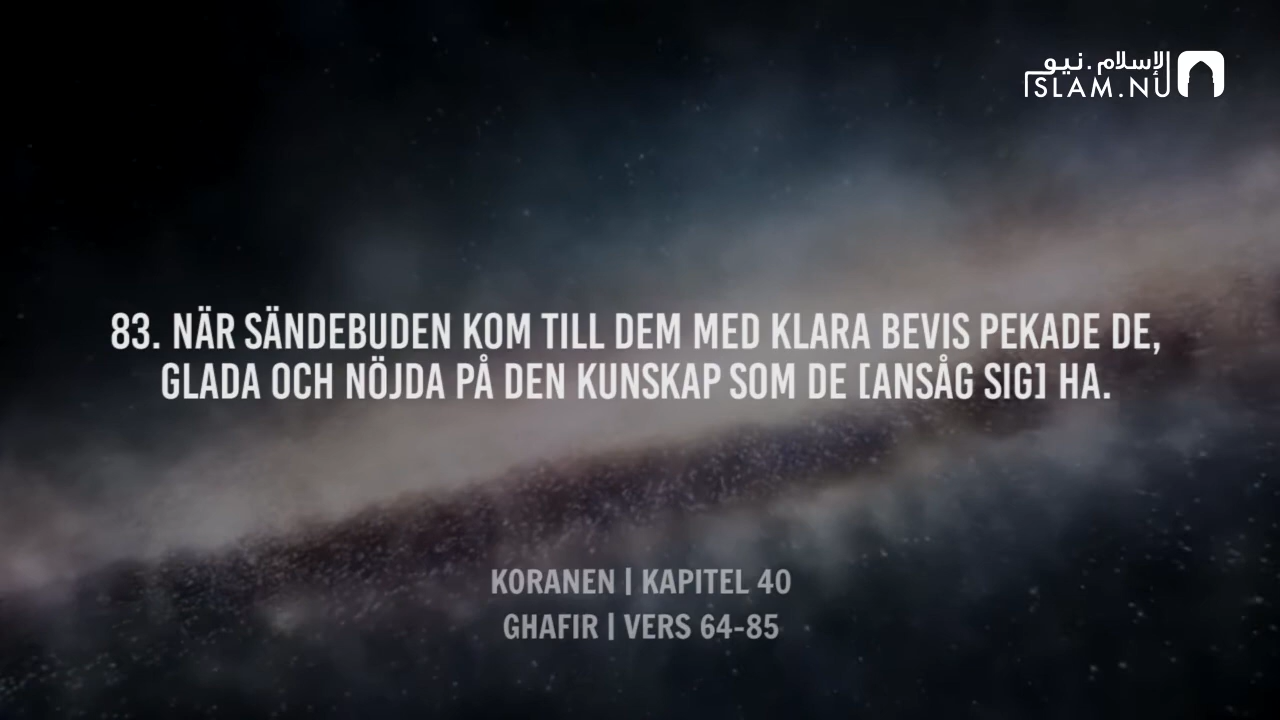 الإسلام.نيو
ISLAM.NU
83. NÄR SÄNDEBUDEN KOM TILL DEM MED KLARA BEVIS PEKADE DE,
GLADA OCH NÖJDA PÅ DEN KUNSKAP SOM DE [ANSÅG SIG] HA.
KORANEN | KAPITEL 40
GHAFIR | VERS 64-85